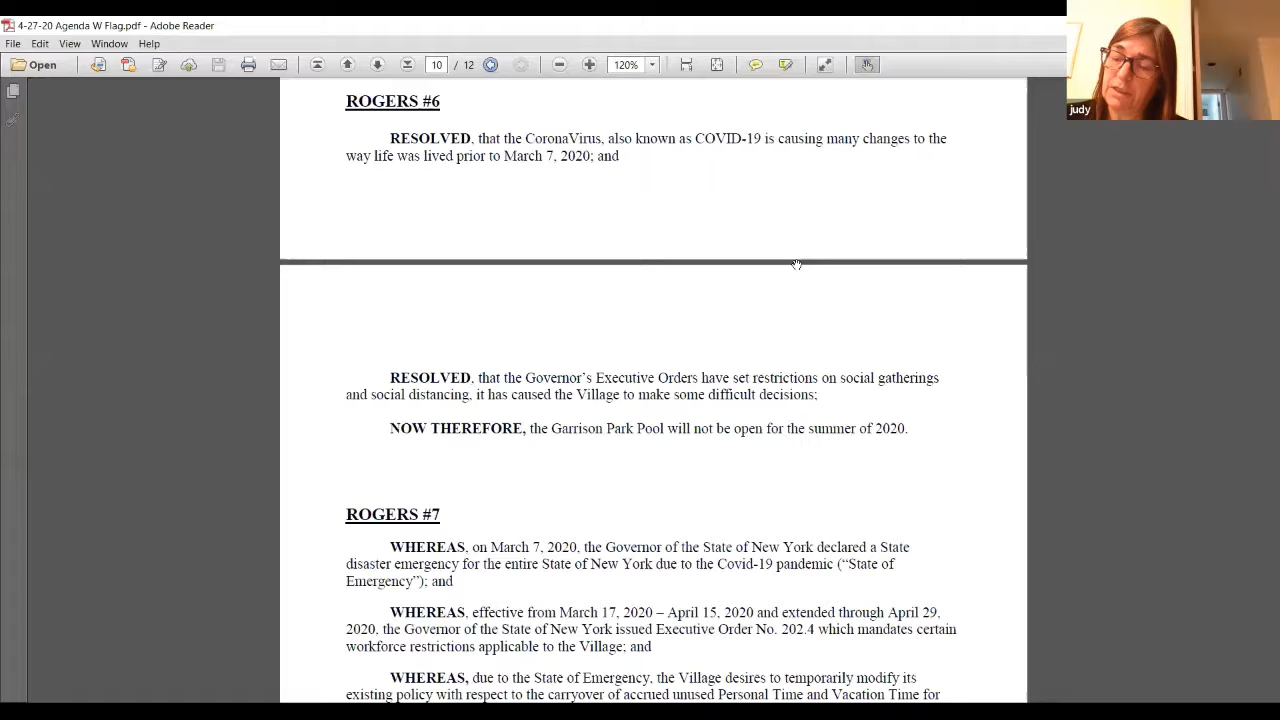 4-27-20 Agenda W Flag.pdf - Adobe Reader
File Edit View Window Help
Open 10 / 12 120%
judy
ROGERS #6
RESOLVED, that the CoronaVirus, also known as COVID-19 is causing many changes to the
way life was lived prior to March 7, 2020; and
RESOLVED, that the Governor's Executive Orders have set restrictions on social gatherings
and social distancing, it has caused the Village to make some difficult decisions;
NOW THEREFORE, the Garrison Park Pool will not be open for the summer of 2020.
ROGERS #7
WHEREAS, on March 7, 2020, the Governor of the State of New York declared a State
disaster emergency for the entire State of New York due to the Covid-19 pandemic (“State of
Emergency”); and
WHEREAS, effective from March 17, 2020 – April 15, 2020 and extended through April 29,
2020, the Governor of the State of New York issued Executive Order No. 202.4 which mandates certain
workforce restrictions applicable to the Village; and
WHEREAS, due to the State of Emergency, the Village desires to temporarily modify its
existing policy with respect to the carryover of accrued unused Personal Time and Vacation Time for